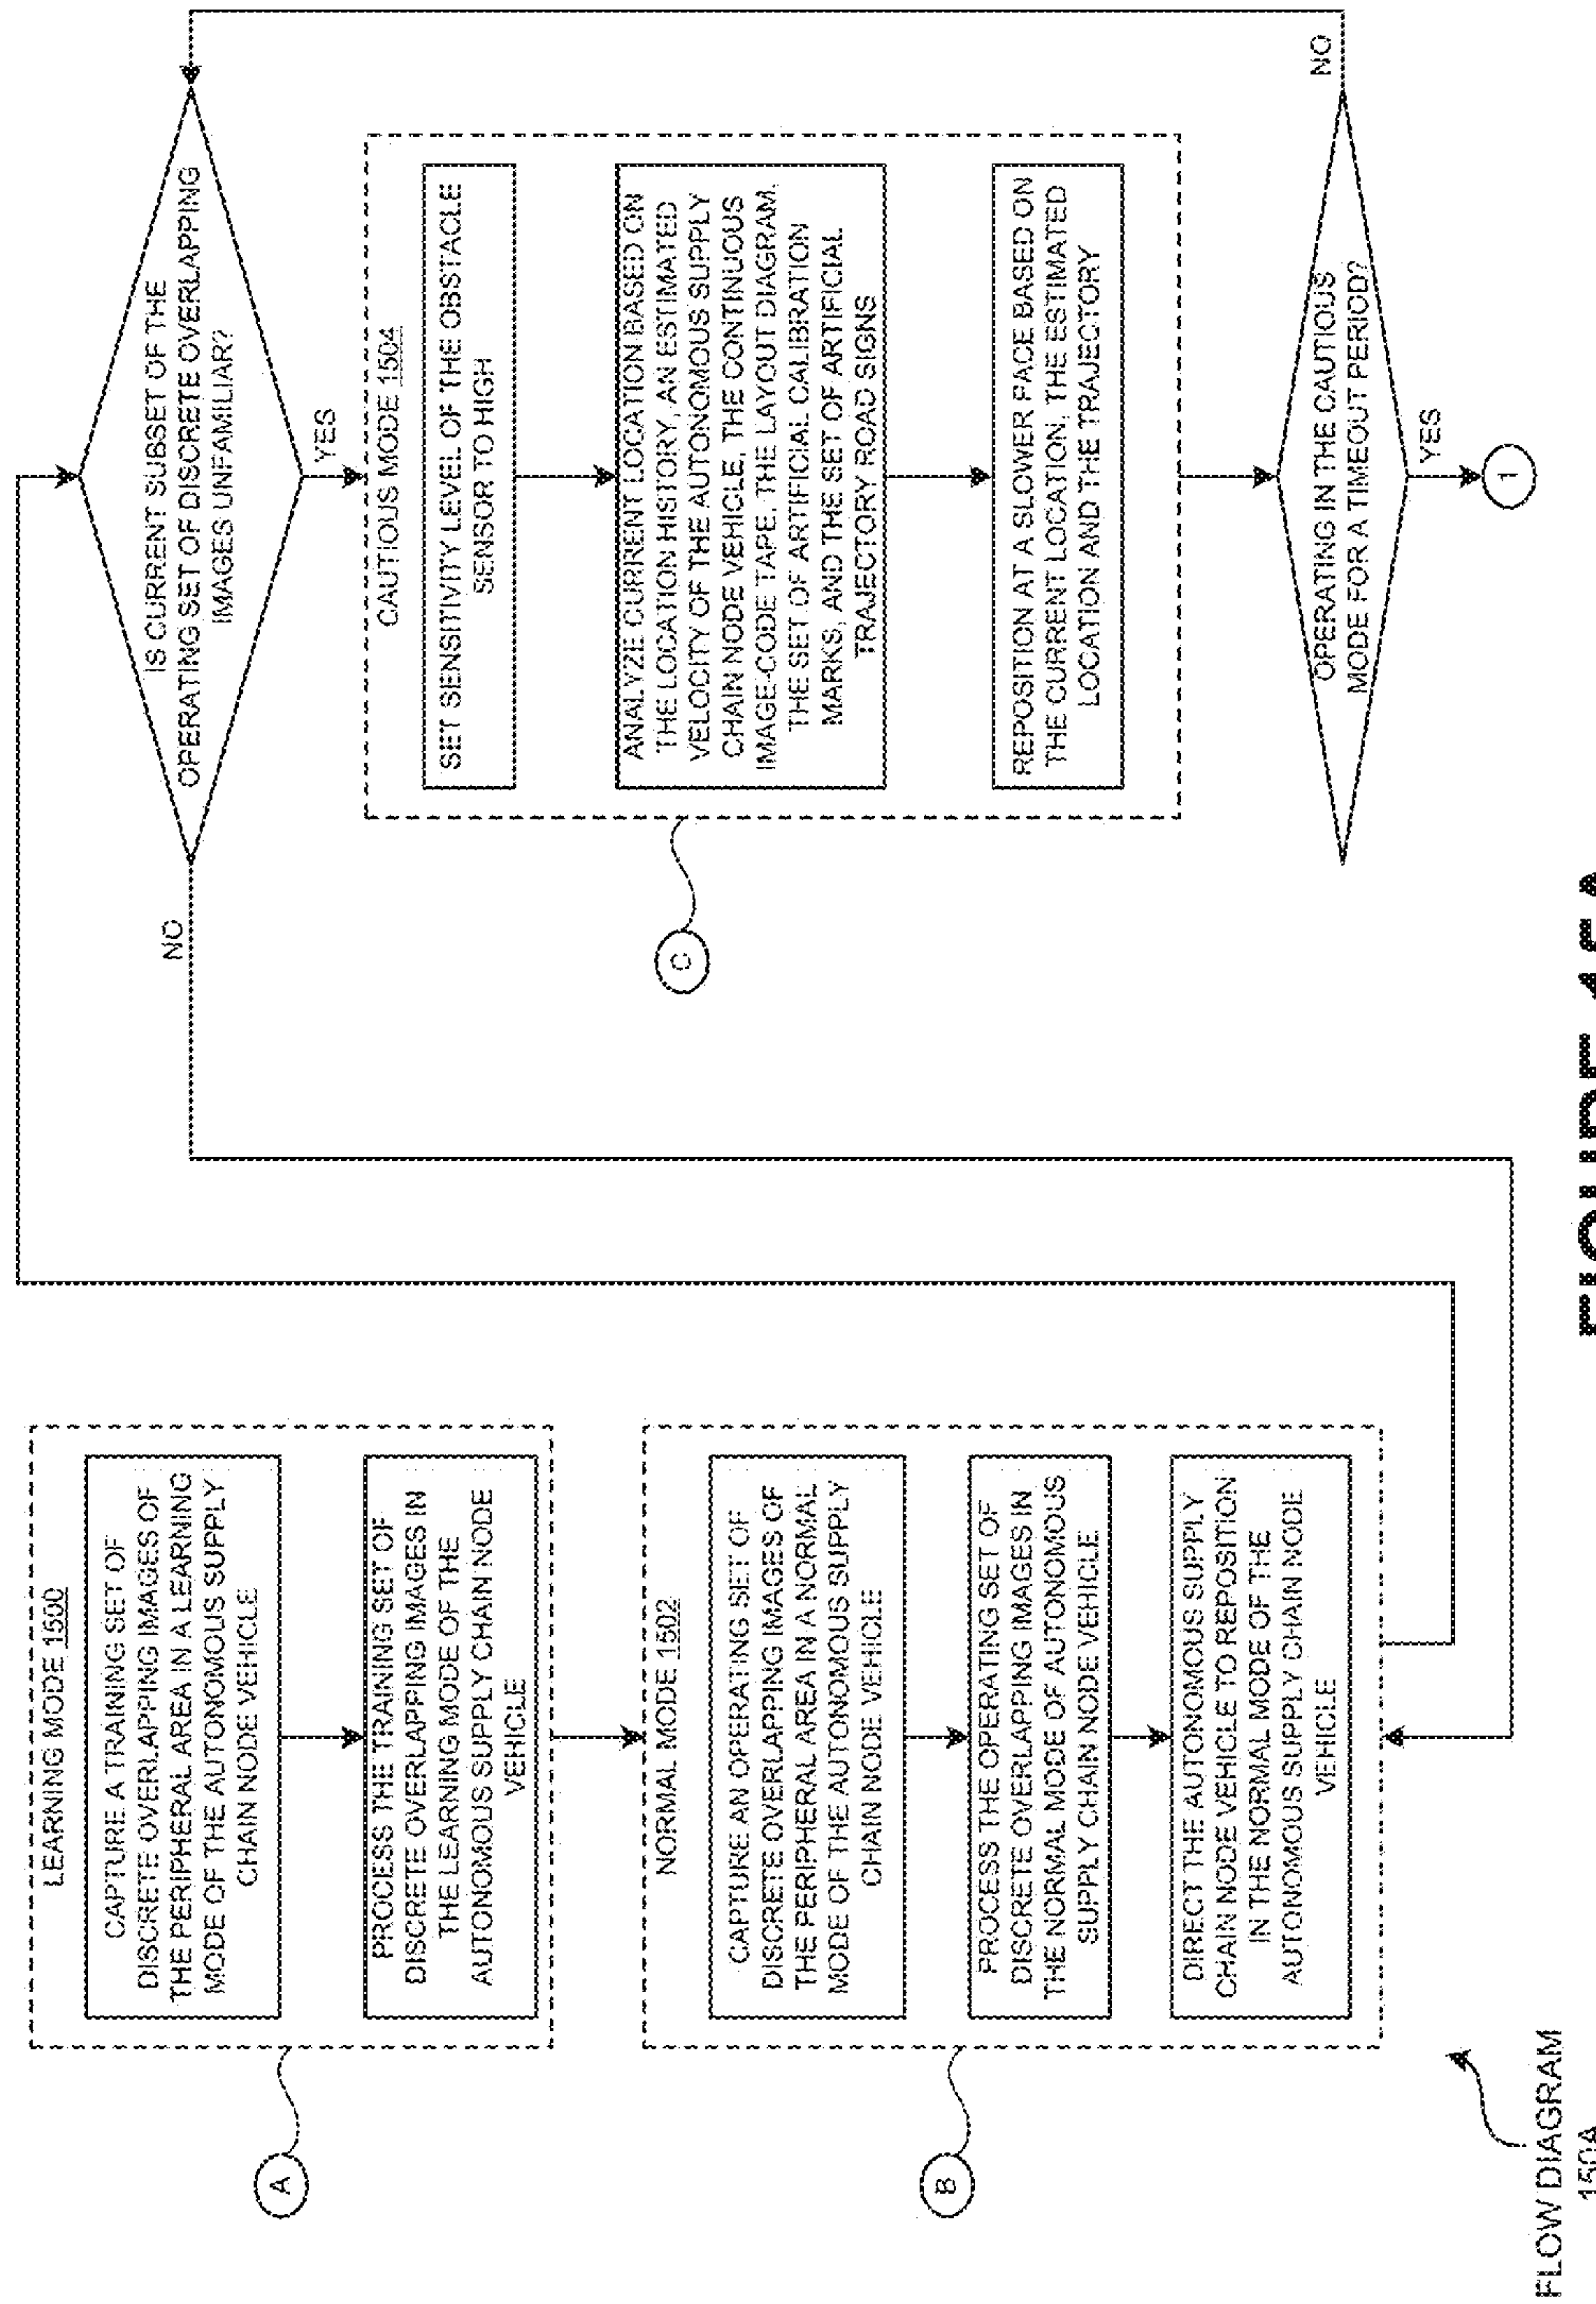 LEARNING MODE 1500
CAPTURE A TRAINING SET OF
DISCRETE OVERLAPPING IMAGES OF
THE PERIPHERAL AREA IN A LEARNING
MODE OF THE AUTONOMOUS SUPPLY
CHAIN NODE VEHICLE
PROCESS THE TRAINING SET OF
DISCRETE OVERLAPPING IMAGES IN
THE LEARNING MODE OF THE
AUTONOMOUS SUPPLY CHAIN NODE
VEHICLE
A
NORMAL MODE 1502
CAPTURE AN OPERATING SET OF
DISCRETE OVERLAPPING IMAGES OF
THE PERIPHERAL AREA IN A NORMAL
MODE OF THE AUTONOMOUS SUPPLY
CHAIN NODE VEHICLE
PROCESS THE OPERATING SET OF
DISCRETE OVERLAPPING IMAGES IN
THE NORMAL MODE OF AUTONOMOUS
SUPPLY CHAIN NODE VEHICLE
DIRECT THE AUTONOMOUS SUPPLY
CHAIN NODE VEHICLE TO REPOSITION
IN THE NORMAL MODE OF THE
AUTONOMOUS SUPPLY CHAIN NODE
VEHICLE
B
IS CURRENT SUBSET OF THE
OPERATING SET OF DISCRETE OVERLAPPING
IMAGES UNFAMILIAR?
NO
YES
CAUTIOUS MODE 1504
SET SENSITIVITY LEVEL OF THE OBSTACLE
SENSOR TO HIGH
ANALYZE CURRENT LOCATION BASED ON
THE LOCATION HISITORY, AN ESTIMATED
VELOCITY OF THE AUTONOMOUS SUPPLY
CHAIN NODE VEHICLE, THE CONTINUOUS
IMAGE-CODE TAPE, THE LAYOUT DIAGRAM,
THE SET OF ARTIFICIAL CALIBRATION
MARKS, AND THE SET OF ARTIFICIAL
TRAJECTORY ROAD SIGNS
REPOSITION AT A SLOWER PACE BASED ON
THE CURRENT LOCATION, THE ESTIMATED
LOCATION AND THE TRAJECTORY
C
OPERATING IN THE CAUTIOUS
MODE FOR A TIMEOUT PERIOD?
NO
YES
1
FLOW DIAGRAM
150A